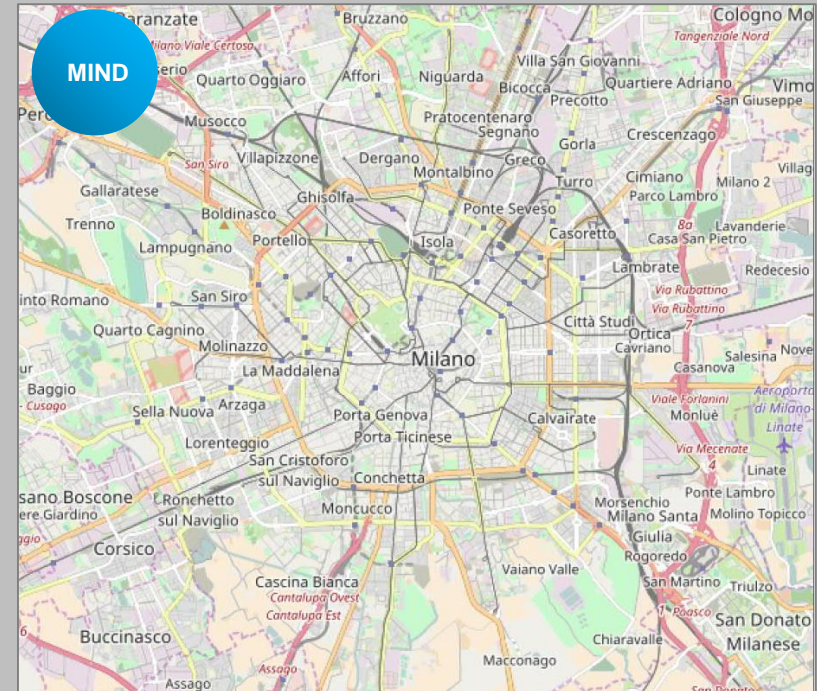 Bruzzano
Cologno Mo
Tangenziale Nord
Milano Viale Certosa
MIND
Quarto Oggiaro
Affori
Niguarda
Villa San Giovanni
Bicocca
Quartiere Adriano
Vimo
Precotto
San Giuseppe
Pero
Musocco
Pratocentenaro
Segnano
Crescenzago
Gorla
San Siro
Villapizzone
Dergano
Greco
Montalbino
Turro
Cimiano
Milano 2
Villag
Gallaratese
Ghisolfa
Parco Lambro
Boldinasco
Ponte Seveso
Trenno
Portello
Isola
Casoretto
8a
Lavanderie
Casa San Pietro
Lampugnano
Lambrate
Redecesio
into Romano
San Siro
Via Rubattino
Via Rubattino
Quarto Cagnino
Città Studi
7
Ortica
Cavriano
Molinazzo
Milano
Salesina
Nove
La Maddalena
Casanova
ur
Baggio
- Cusago
Sella Nuova
Arzaga
Porta Genova
Calvairate
Viale Forlanini
Monluè
Aeroporto
di Milano-
Linate
Lorenteggio
Porta Ticinese
Via Mecenate
San Cristoforo
sul Naviglio
Conchetta
4
Linate
sano Boscone
ere Giardino
Ronchetto
sul Naviglio
Moncucco
Morsenchio
Ponte Lambro
Milano Santa
Giulia
Molino Topicco
ggio
Corsico
Rogoredo
Vaiano Valle
Cascina Bianca
Cantalupa Ovest
Cantalupa Est
San Martino
Triulzo
1
San Donato
Milanese
6
Buccinasco
Chiaravalle
Assago
Macconago
Assago